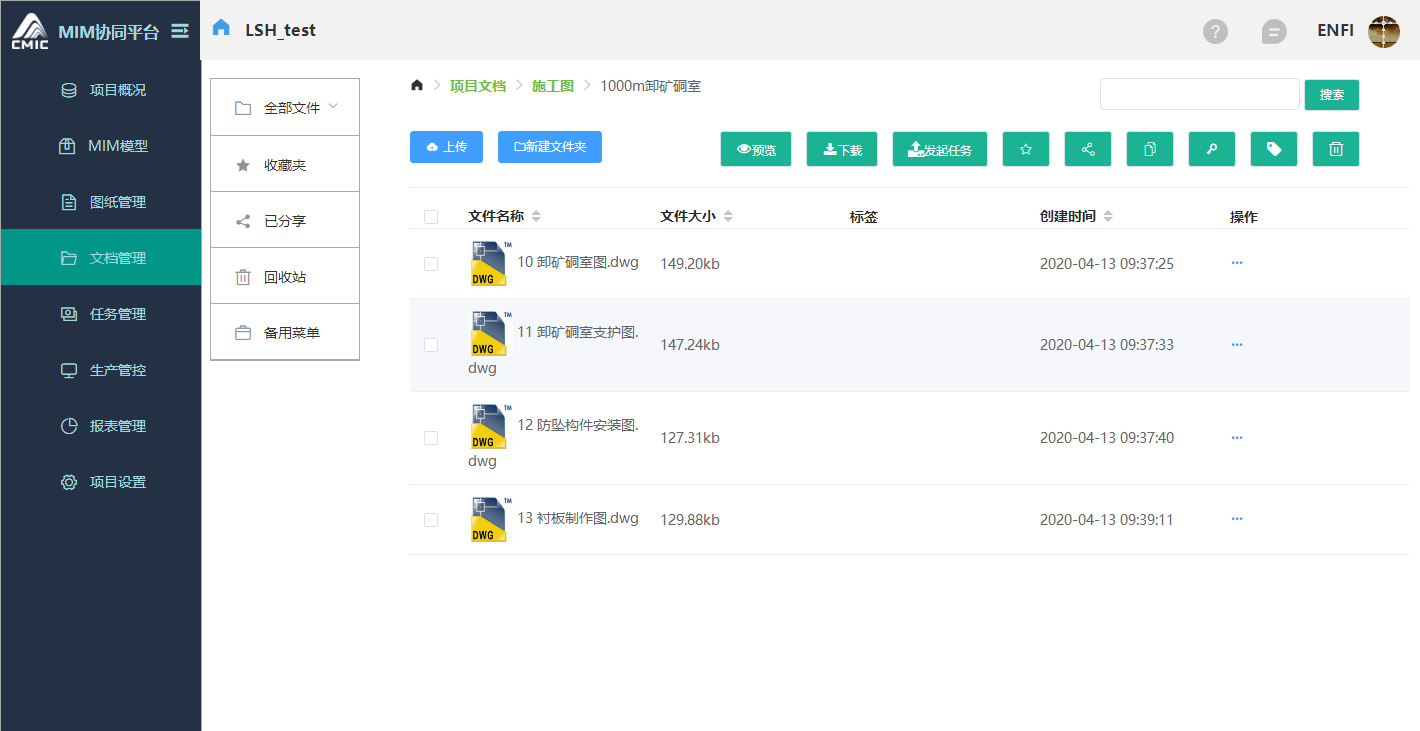 CMIC
MIM协同平台
LSH_test
?
ENFI
项目概况
MIM模型
图纸管理
文档管理
任务管理
生产管控
报表管理
项目设置
全部文件
收藏夹
已分享
回收站
备用菜单
项目文档
施工图
1000m卸矿硐室
搜索
上传
新建文件夹
预览
下载
发起任务
文件名称
文件大小
标签
创建时间
操作
DWG
TM
10 卸矿硐室图.dwg
149.20kb
2020-04-13 09:37:25
···
DWG
TM
11 卸矿硐室支护图.
dwg
147.24kb
2020-04-13 09:37:33
···
DWG
TM
12 防坠构件安装图.
dwg
127.31kb
2020-04-13 09:37:40
···
DWG
TM
13 衬板制作图.dwg
129.88kb
2020-04-13 09:39:11
···